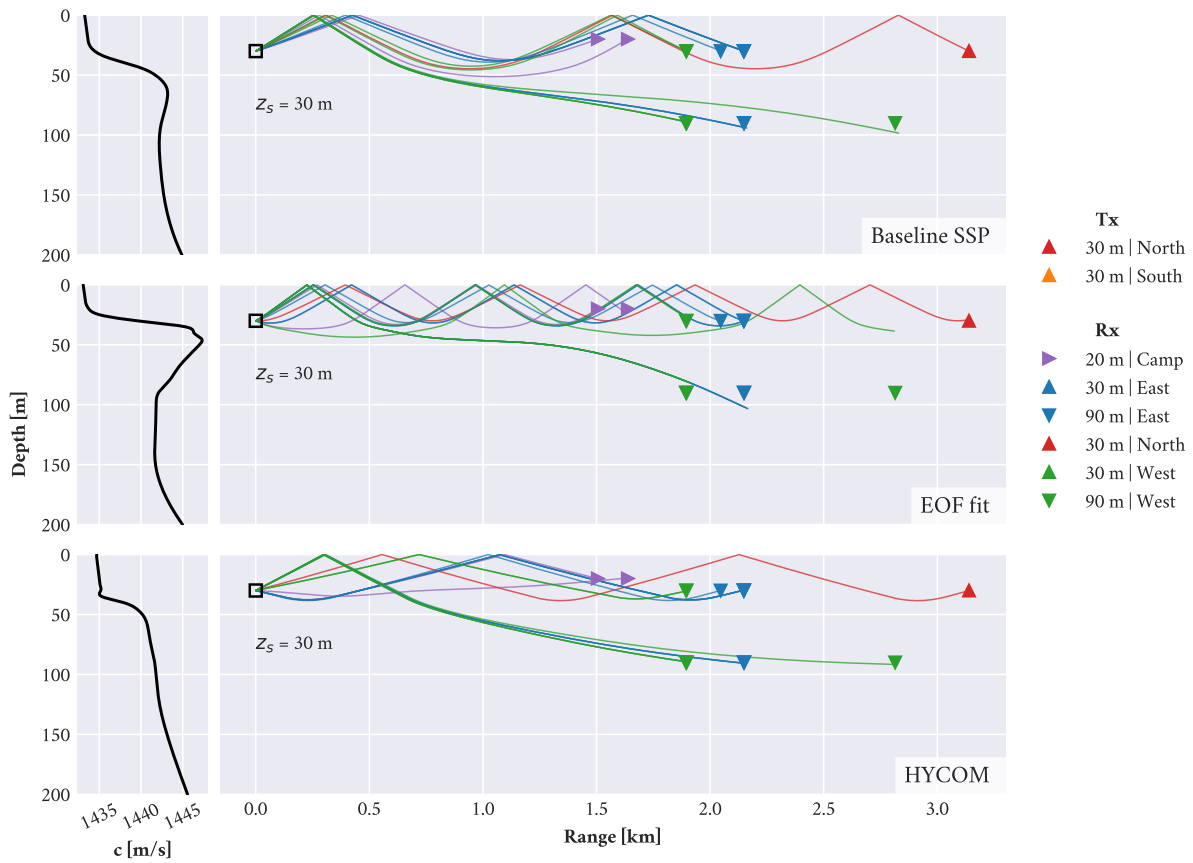 0
50
100
150
200
z_s = 30 m
Baseline SSP
0
50
100
150
200
z_s = 30 m
EOF fit
0
50
100
150
200
z_s = 30 m
HYCOM
Depth [m]
1435 1440 1445
c [m/s]
0.0 0.5 1.0 1.5 2.0 2.5 3.0
Range [km]
Tx
30 m | North
30 m | South
Rx
20 m | Camp
30 m | East
90 m | East
30 m | North
30 m | West
90 m | West